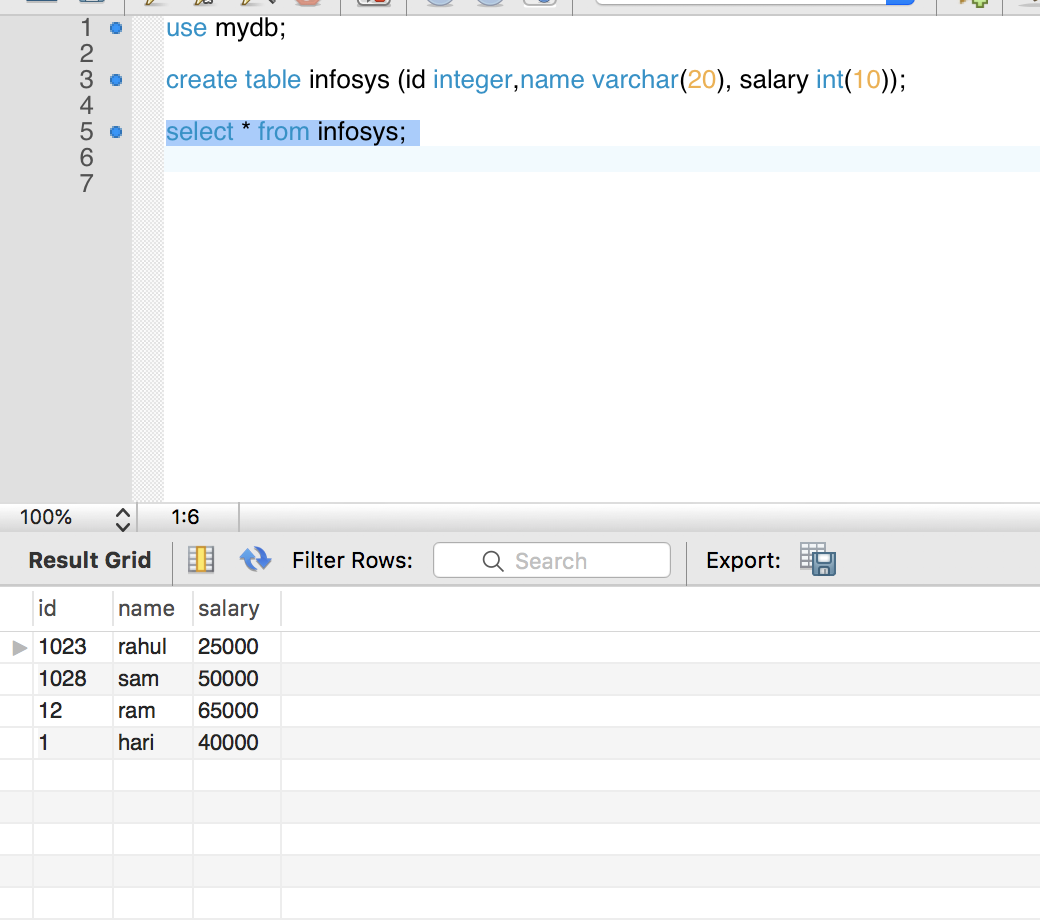 1 use mydb;
2
3 create table infosys (id integer,name varchar(20), salary int(10));
4
5 select * from infosys;
6
7
100% 1:6
Result Grid Filter Rows: Search Export:
id name salary
1023 rahul 25000
1028 sam 50000
12 ram 65000
1 hari 40000